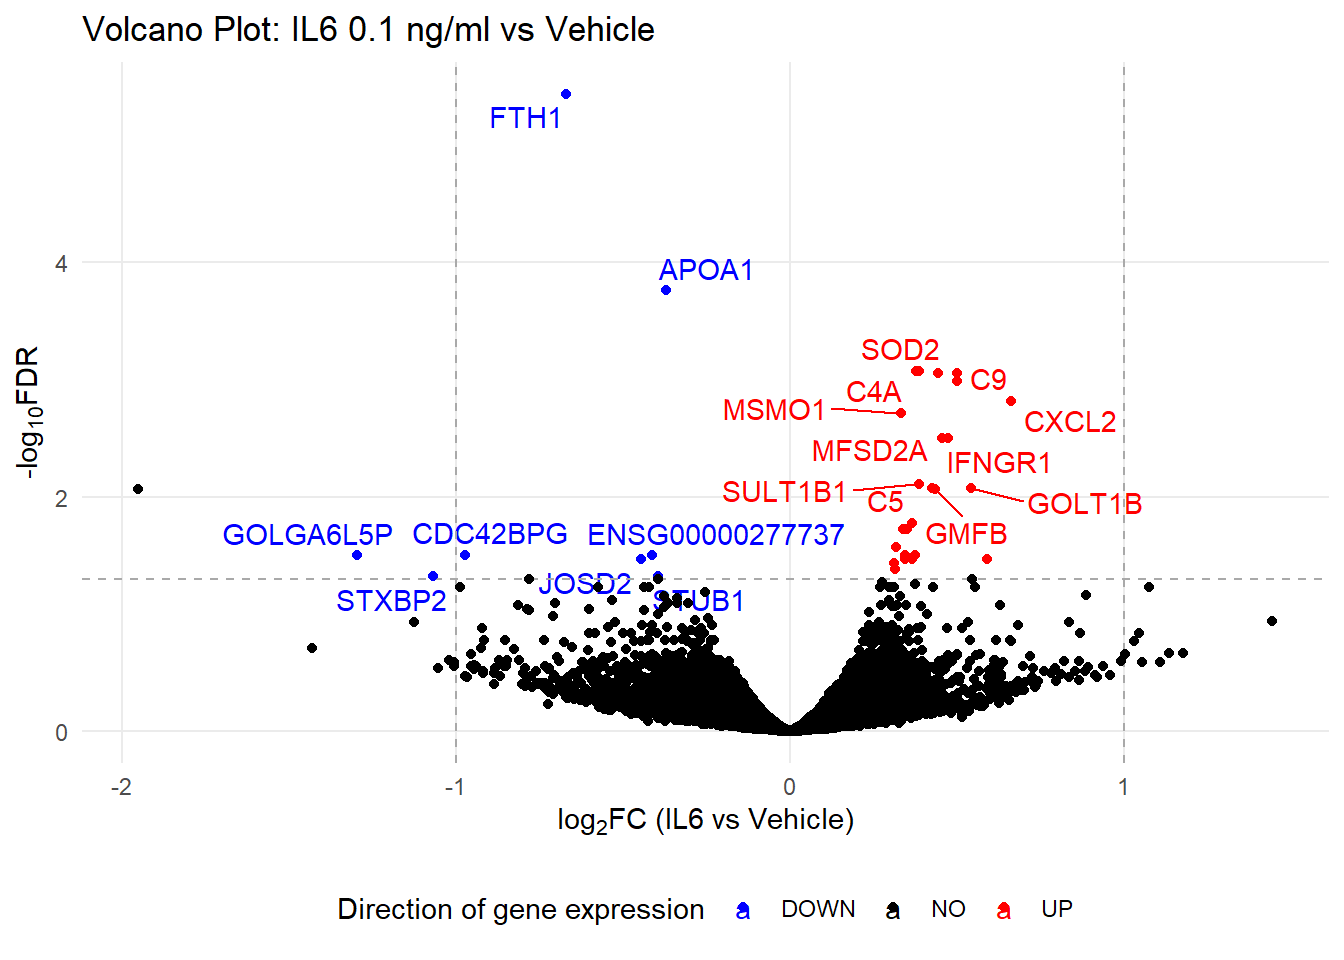 Volcano Plot: IL6 0.1 ng/ml vs Vehicle
FTH1
APOA1
SOD2
C9
C4A
MSMO1
CXCL2
MFSD2A
IFNGR1
SULT1B1
C5
GOLT1B
GMFB
GOLGA6L5P
CDC42BPG
ENSG00000277737
JOSD2
STXBP2
STUB1
-log10FDR
4
2
0
-2
-1
0
1
log2FC (IL6 vs Vehicle)
Direction of gene expression a DOWN a NO a UP